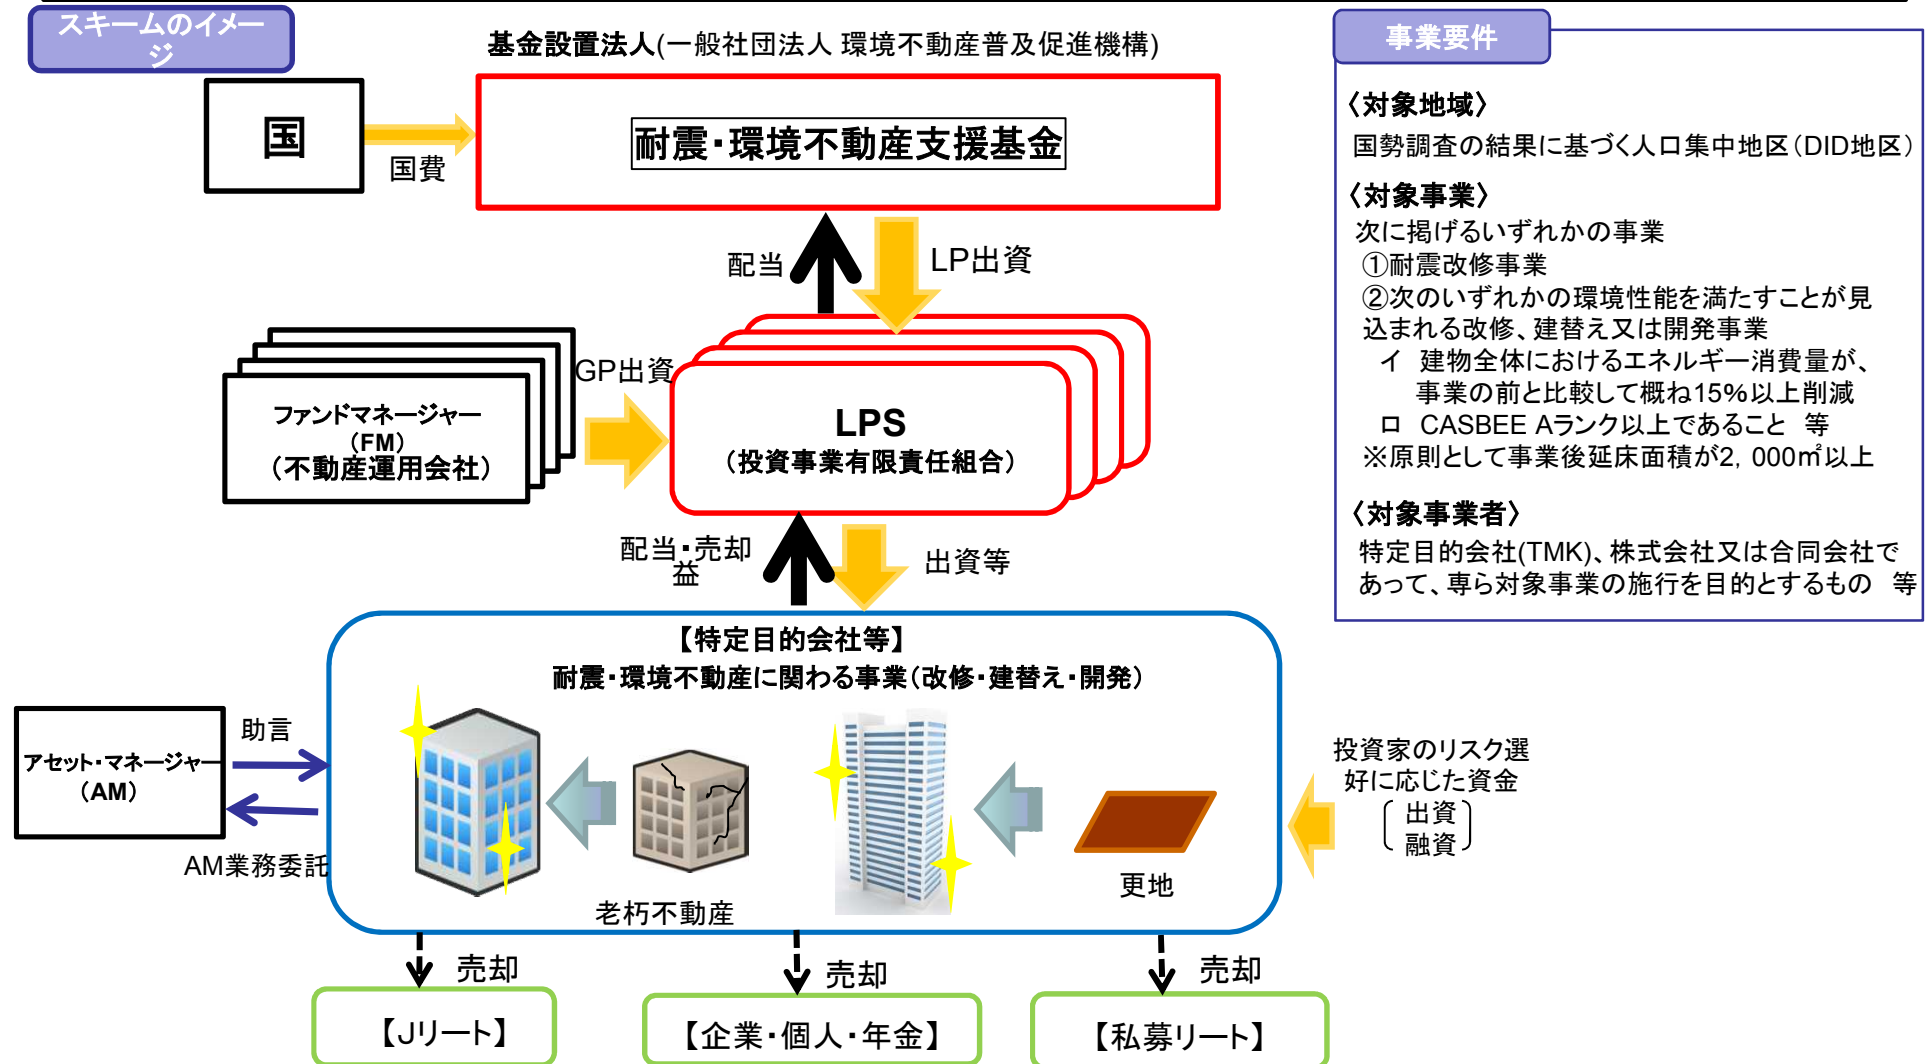 スキームのイメー
ジ
基金設置法人(一般社団法人 環境不動産普及促進機構)
国
国費
耐震・環境不動産支援基金
配当
LP出資
ファンドマネージャー
(FM)
(不動産運用会社)
GP出資
LPS
(投資事業有限責任組合)
配当・売却
益
出資等
【特定目的会社等】
耐震・環境不動産に関わる事業(改修・建替え・開発)
アセット・マネージャー
(AM)
助言
AM業務委託
老朽不動産
更地
投資家のリスク選
好に応じた資金
出資
融資
売却
売却
売却
【Jリート】
【企業・個人・年金】
【私募リート】
事業要件
〈対象地域〉
国勢調査の結果に基づく人口集中地区(DID地区)
〈対象事業〉
次に掲げるいずれかの事業
①耐震改修事業
②次のいずれかの環境性能を満たすことが見
込まれる改修、建替え又は開発事業
イ 建物全体におけるエネルギー消費量が、
事業の前と比較して概ね15%以上削減
ロ CASBEE Aランク以上であること 等
※原則として事業後延床面積が2，000㎡以上
〈対象事業者〉
特定目的会社(TMK)、株式会社又は合同会社で
あって、専ら対象事業の施行を目的とするもの 等